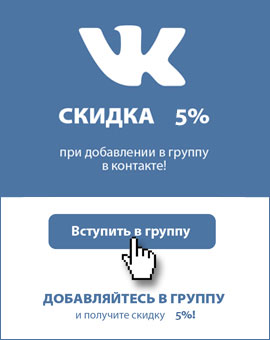 СКИДКА 5%
при добавлении в группу
в контакте!
Вступить в группу
ДОБАВЛЯЙТЕСЬ В ГРУППУ
и получите скидку 5%!